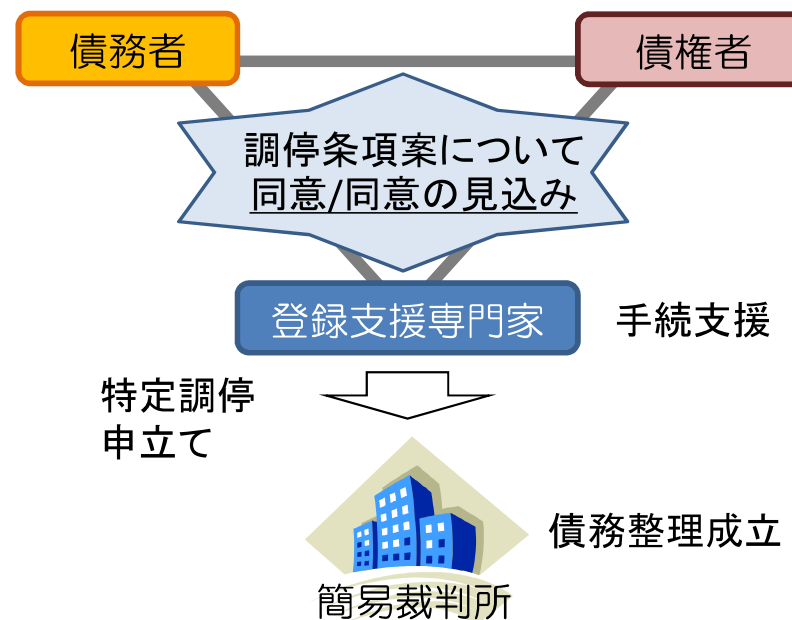 債務者
債権者
調停条項案について
同意/同意の見込み
登録支援専門家
手続支援
特定調停
申立て
債務整理成立
簡易裁判所